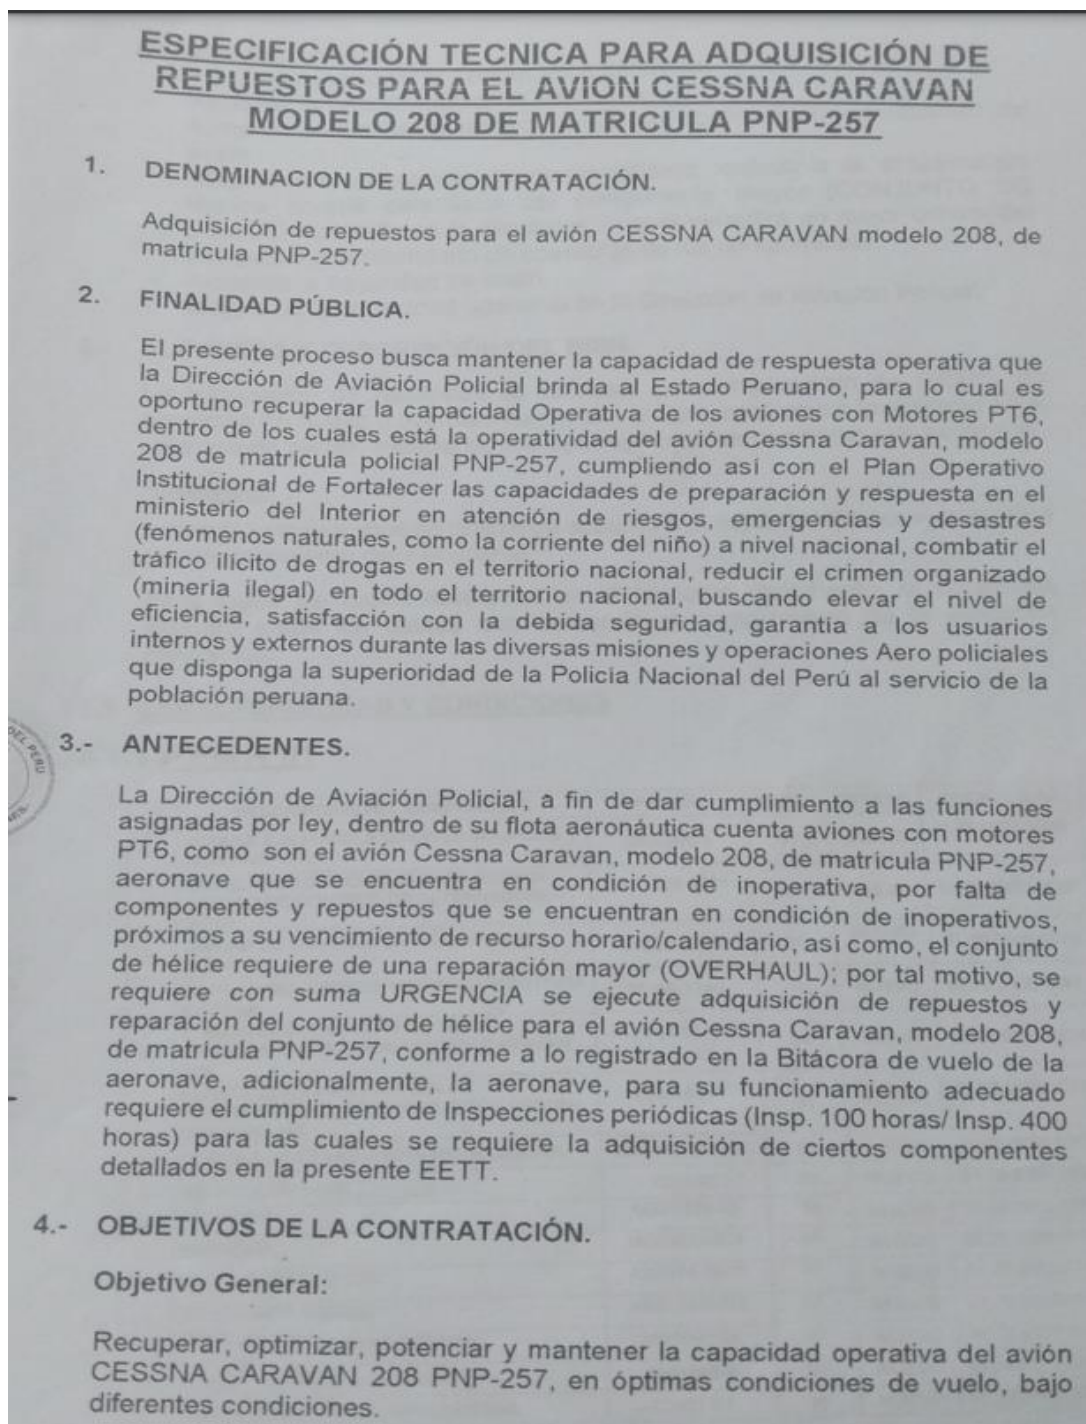 ESPECIFICACIÓN TECNICA PARA ADQUISICIÓN DE
REPUESTOS PARA EL AVION CESSNA CARAVAN
MODELO 208 DE MATRICULA PNP-257
1. DENOMINACION DE LA CONTRATACIÓN.
Adquisición de repuestos para el avión CESSNA CARAVAN modelo 208, de
matricula PNP-257.
2. FINALIDAD PÚBLICA.
El presente proceso busca mantener la capacidad de respuesta operativa que
la Dirección de Aviación Policial brinda al Estado Peruano, para lo cual es
oportuno recuperar la capacidad Operativa de los aviones con Motores PT6,
dentro de los cuales está la operatividad del avión Cessna Caravan, modelo
208 de matricula policial PNP-257, cumpliendo así con el Plan Operativo
Institucional de Fortalecer las capacidades de preparación y respuesta en el
ministerio del Interior en atención de riesgos, emergencias y desastres
(fenómenos naturales, como la corriente del niño) a nivel nacional, combatir el
tráfico ilícito de drogas en el territorio nacional, reducir el crimen organizado
(minería ilegal) en todo el territorio nacional, buscando elevar el nivel de
eficiencia, satisfacción con la debida seguridad, garantía a los usuarios
internos y externos durante las diversas misiones y operaciones Aero policiales
que disponga la superioridad de la Policía Nacional del Perú al servicio de la
población peruana.
DEL PERU
3.- ANTECEDENTES.
La Dirección de Aviación Policial, a fin de dar cumplimiento a las funciones
asignadas por ley, dentro de su flota aeronáutica cuenta aviones con motores
PT6, como son el avión Cessna Caravan, modelo 208, de matricula PNP-257,
aeronave que se encuentra en condición de inoperativa, por falta de
componentes y repuestos que se encuentran en condición de inoperativos,
próximos a su vencimiento de recurso horario/calendario, así como, el conjunto
de hélice requiere de una reparación mayor (OVERHAUL); por tal motivo, se
requiere con suma URGENCIA se ejecute adquisición de repuestos y
reparación del conjunto de hélice para el avión Cessna Caravan, modelo 208,
de matricula PNP-257, conforme a lo registrado en la Bitácora de vuelo de la
aeronave, adicionalmente, la aeronave, para su funcionamiento adecuado
requiere el cumplimiento de Inspecciones periódicas (Insp. 100 horas/ Insp. 400
horas) para las cuales se requiere la adquisición de ciertos componentes
detallados en la presente EETT.
4.- OBJETIVOS DE LA CONTRATACIÓN.
Objetivo General:
Recuperar, optimizar, potenciar y mantener la capacidad operativa del avión
CESSNA CARAVAN 208 PNP-257, en óptimas condiciones de vuelo, bajo
diferentes condiciones.